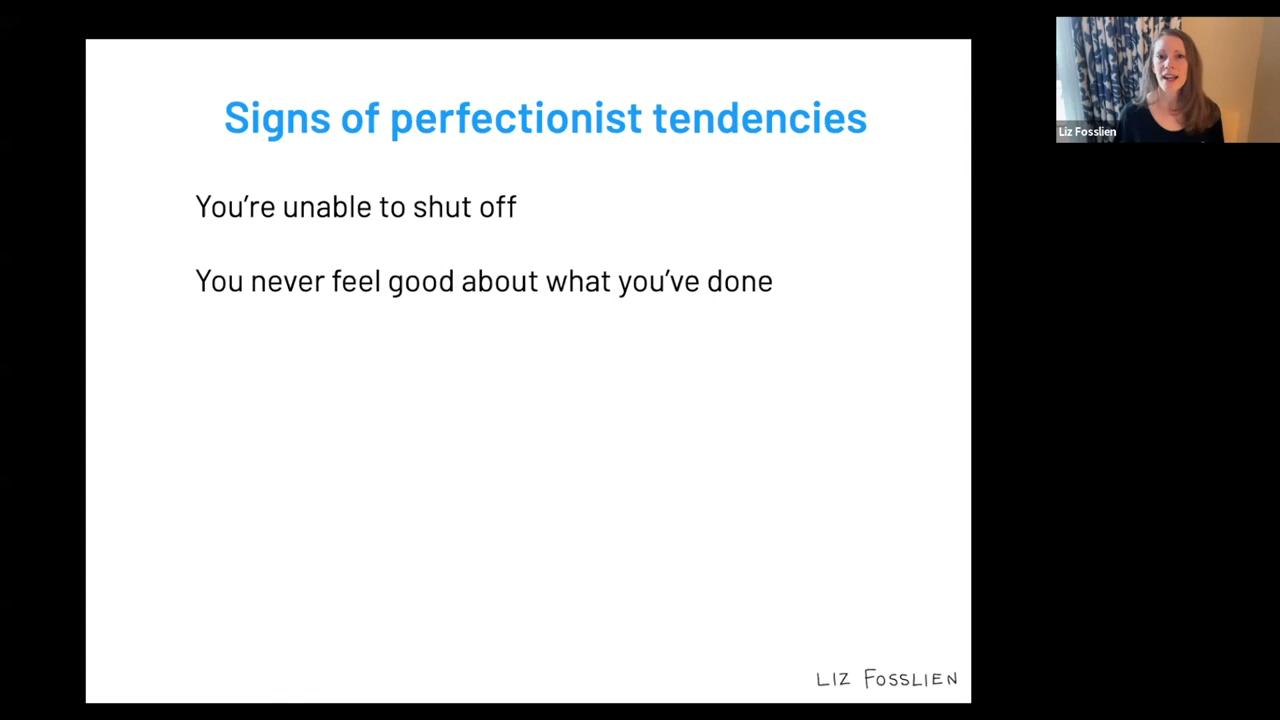 Signs of perfectionist tendencies
You’re unable to shut off
You never feel good about what you’ve done
LIZ FOSSLIEN
Liz Fosslien